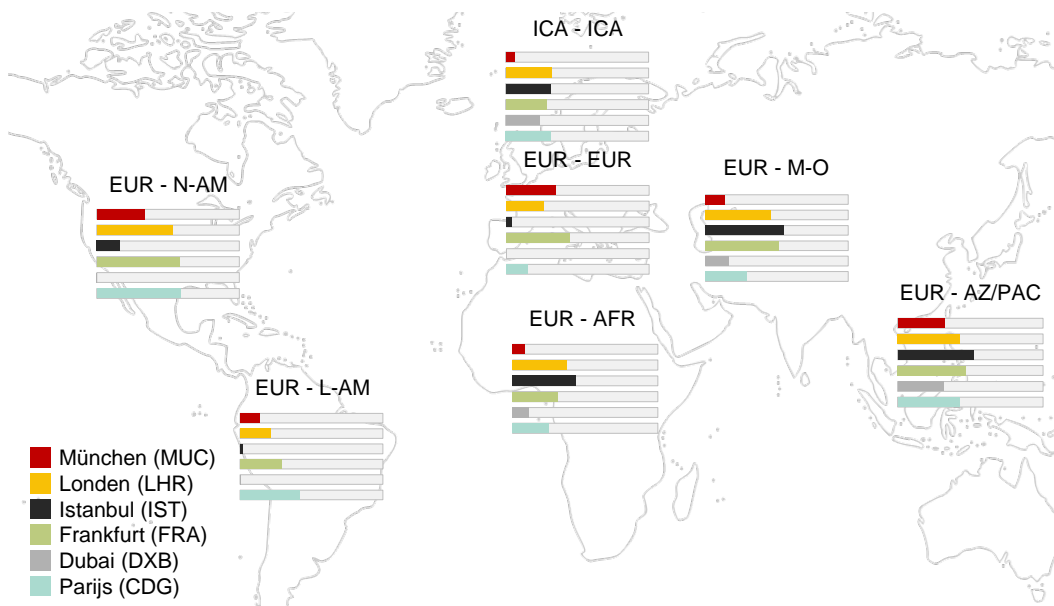 ICA - ICA
EUR - EUR
EUR - M-O
EUR - N-AM
EUR - AZ/PAC
EUR - AFR
EUR - L-AM
München (MUC)
Londen (LHR)
Istanbul (IST)
Frankfurt (FRA)
Dubai (DXB)
Parijs (CDG)